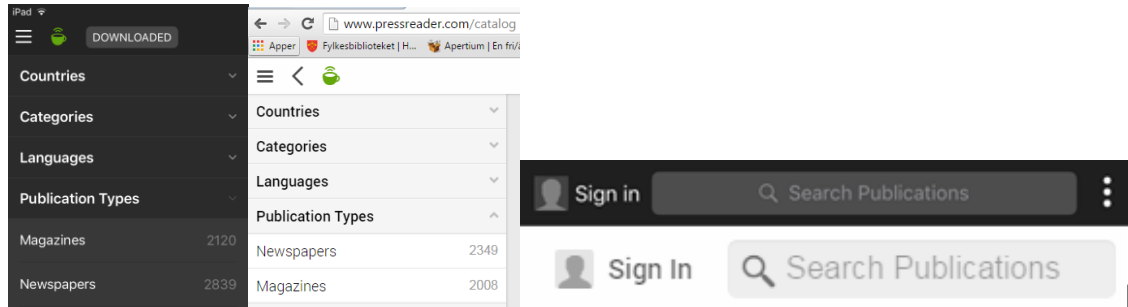 iPad
DOWNLOADED
Countries
Categories
Languages
Publication Types
Magazines 2120
Newspapers 2839
www.pressreader.com/catalog
Apper Fylkesbiblioteket | H... Apertium | En fri/
Countries
Categories
Languages
Publication Types
Newspapers 2349
Magazines 2008
Sign in Search Publications
Sign In Search Publications